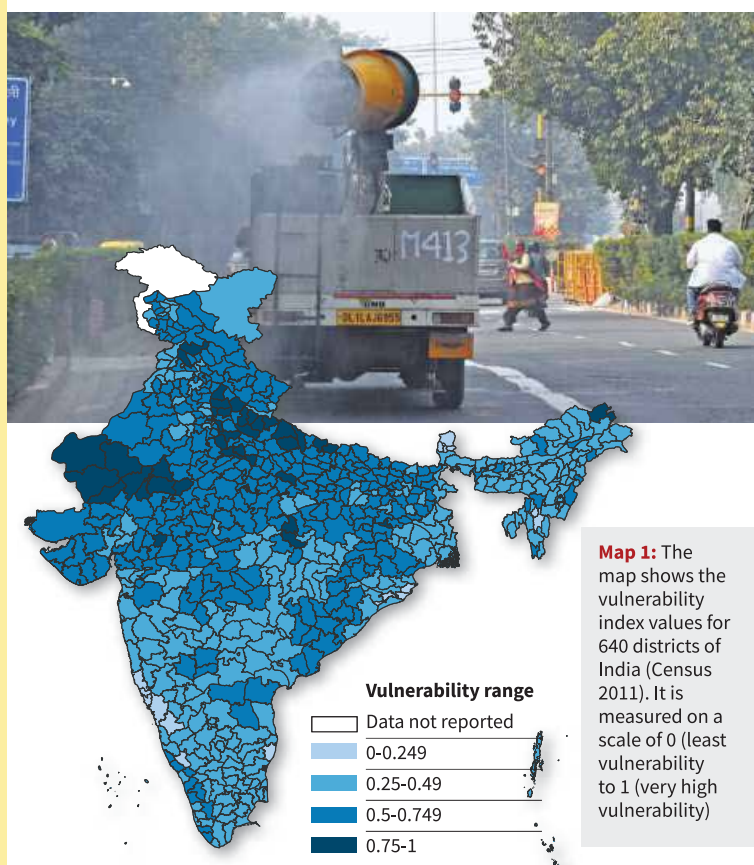 M413
DL1LAJ6955
Map 1: The
map shows the
vulnerability
index values for
640 districts of
India (Census
2011). It is
measured on a
scale of 0 (least
vulnerability
to 1 (very high
vulnerability)
Vulnerability range
Data not reported
0-0.249
0.25-0.49
0.5-0.749
0.75-1